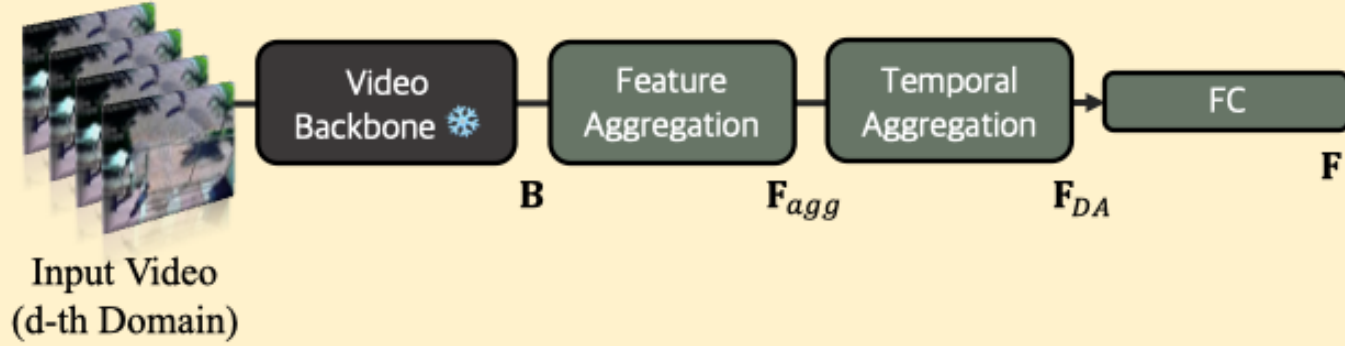 Video
Backbone
Feature
Aggregation
Temporal
Aggregation
FC
B
F_agg
F_DA
F
Input Video
(d-th Domain)